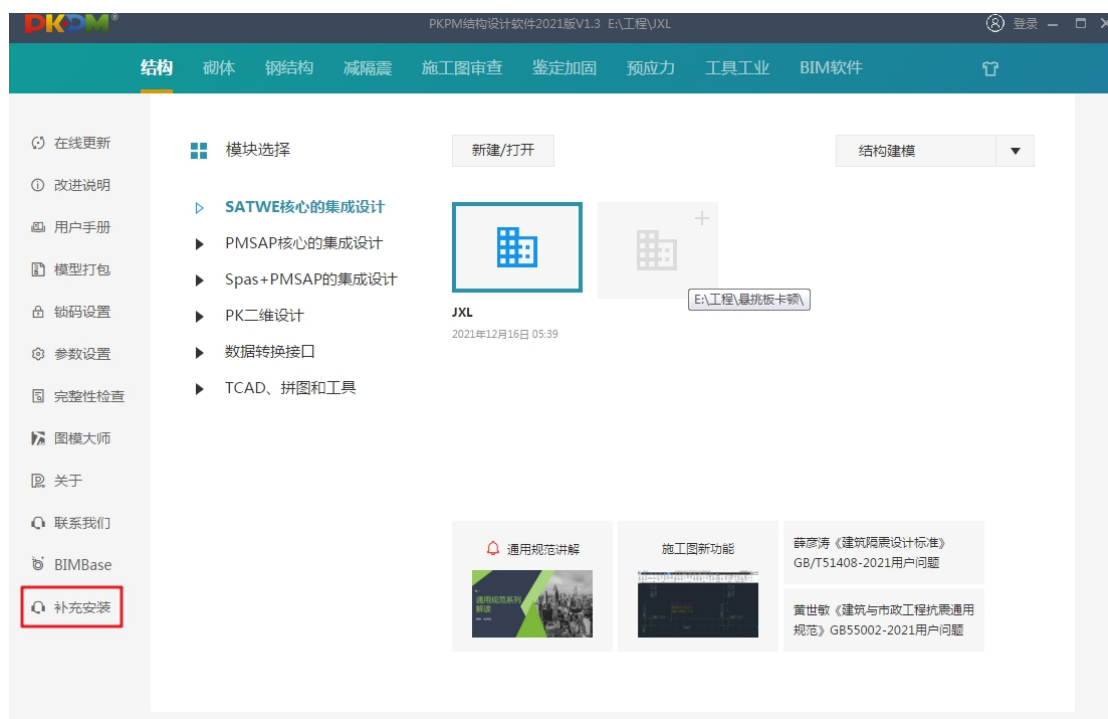 PKPM®
PKPM结构设计软件2021版V1.3 E:\工程\JXL
登录
结构 砌体 钢结构 减隔震 施工图审查 鉴定加固 预应力 工具工业 BIM软件
在线更新
改进说明
用户手册
模型打包
锁码设置
参数设置
完整性检查
图模大师
关于
联系我们
BIMBase
补充安装
模块选择
新建/打开
结构建模
SATWE核心的集成设计
PMSAP核心的集成设计
Spas+PMSAP的集成设计
PK二维设计
数据转换接口
TCAD、拼图和工具
JXL
2021年12月16日 05:39
E:\工程\悬挑板卡顿\
通用规范讲解
通用规范系列
解读
施工图新功能
薛彦涛《建筑隔震设计标准》
GB/T51408-2021用户问题
黄世敏《建筑与市政工程抗震通用
规范》GB55002-2021用户问题